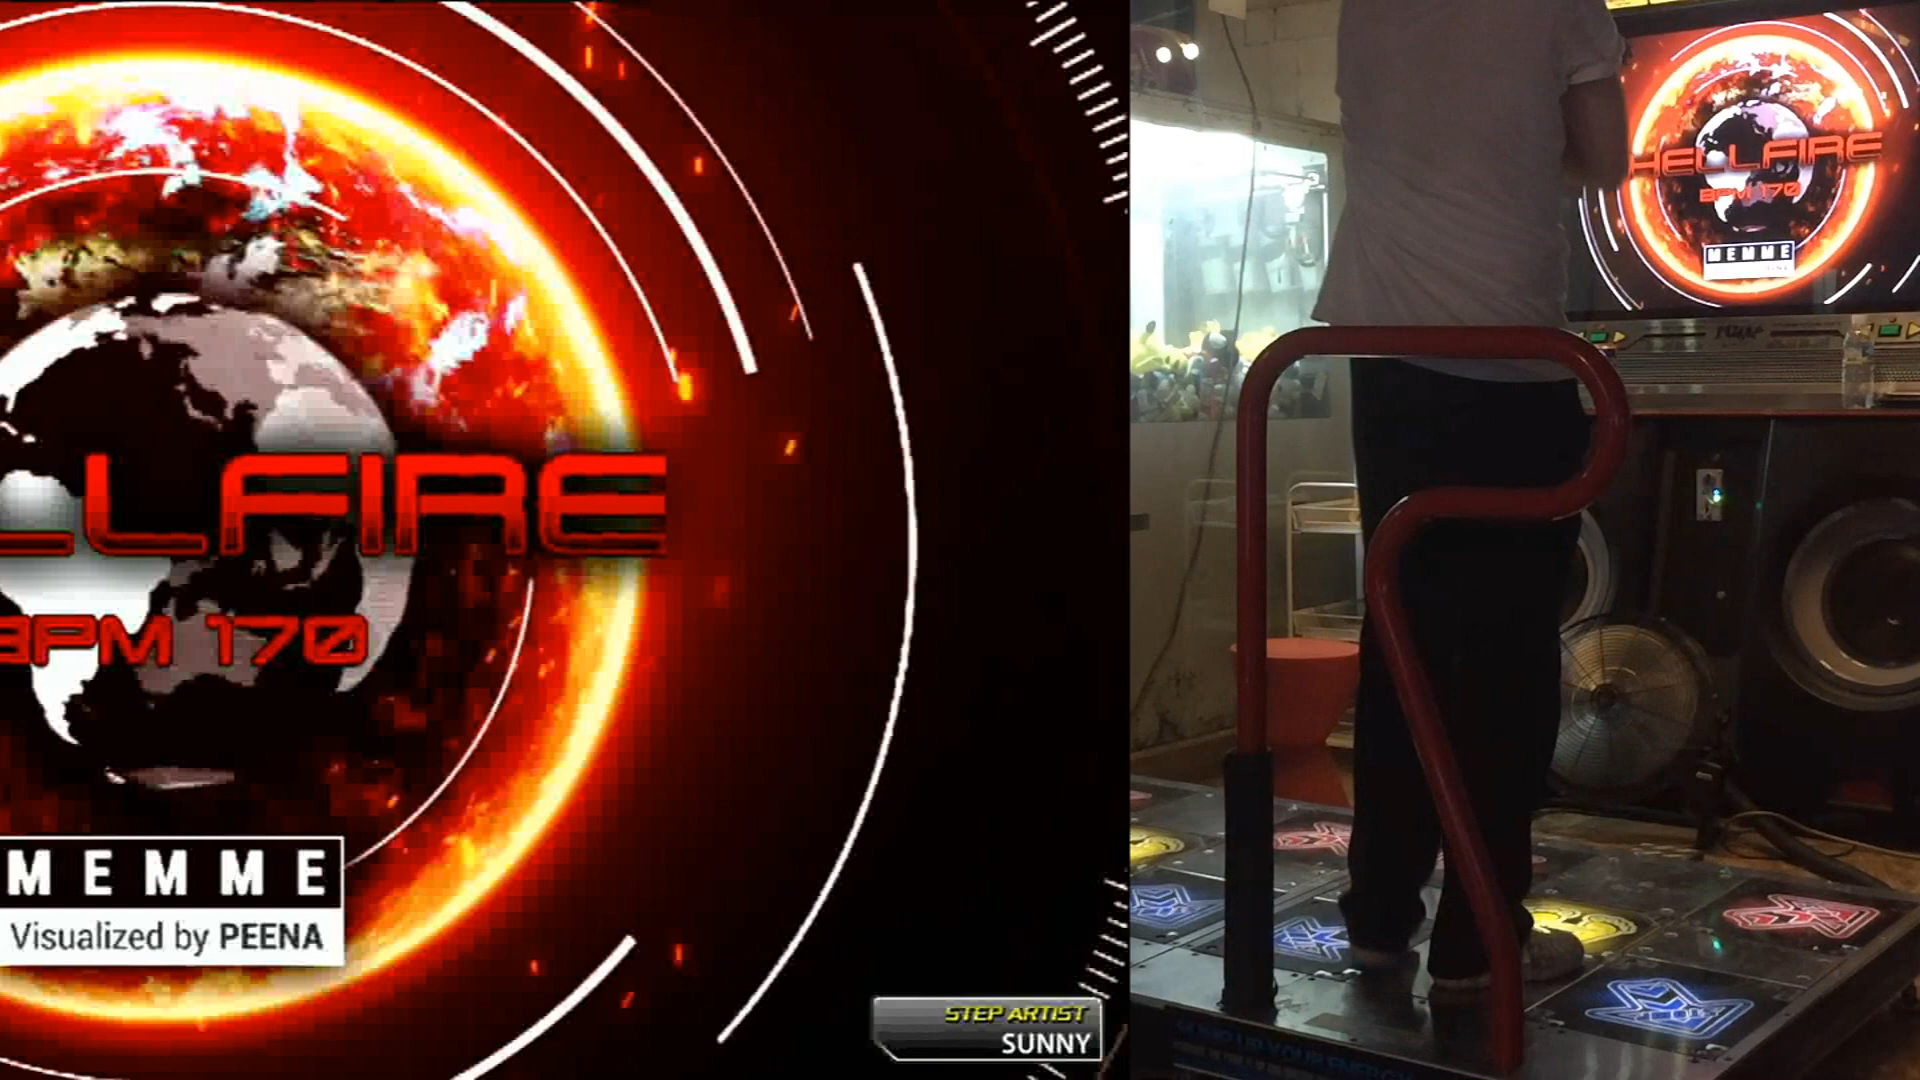 LLFIRE
BPM 170
MEMME
Visualized by PEENA
STEP ARTIST
SUNNY
HELLFIRE
BPM 170
MEMME